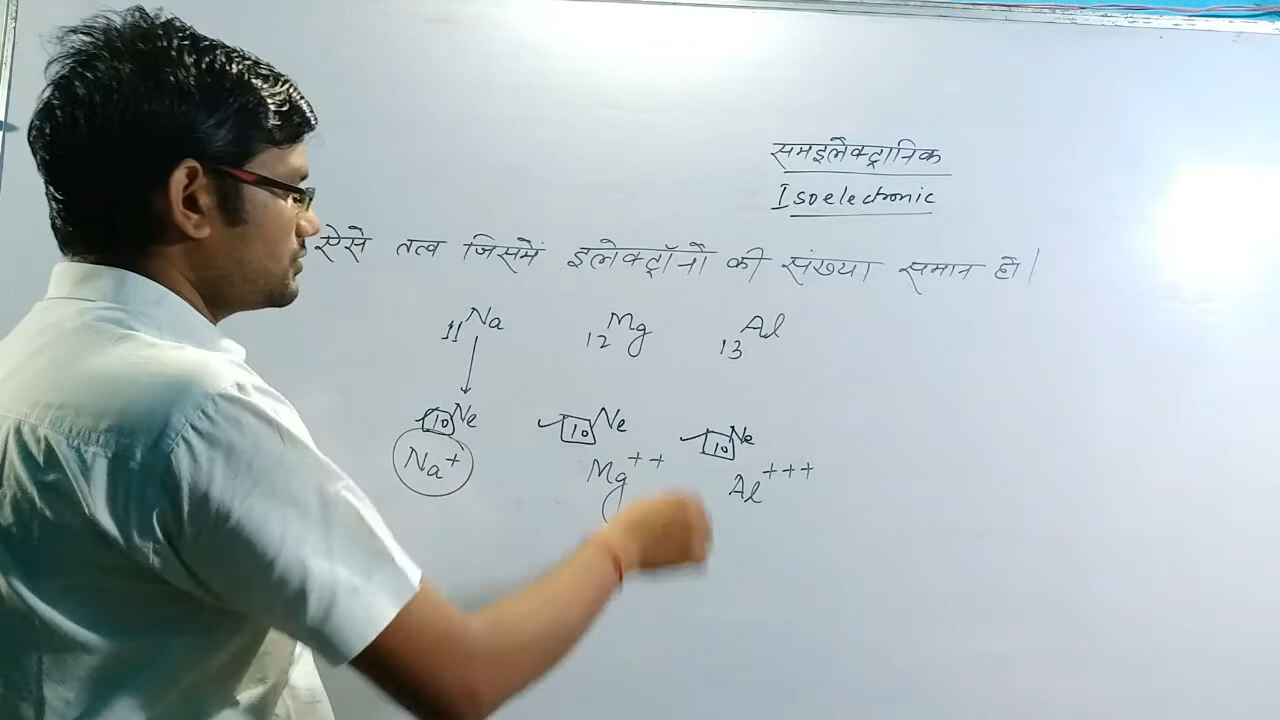 समइलैक्ट्रानिक
Isoelectronic
ऐसे तत्व जिसमें इलेक्ट्रॉनों की संख्या समान हो।
11Na 12Mg 13Al
10Ne 10Ne 10Ne
Na+ Mg++ Al+++